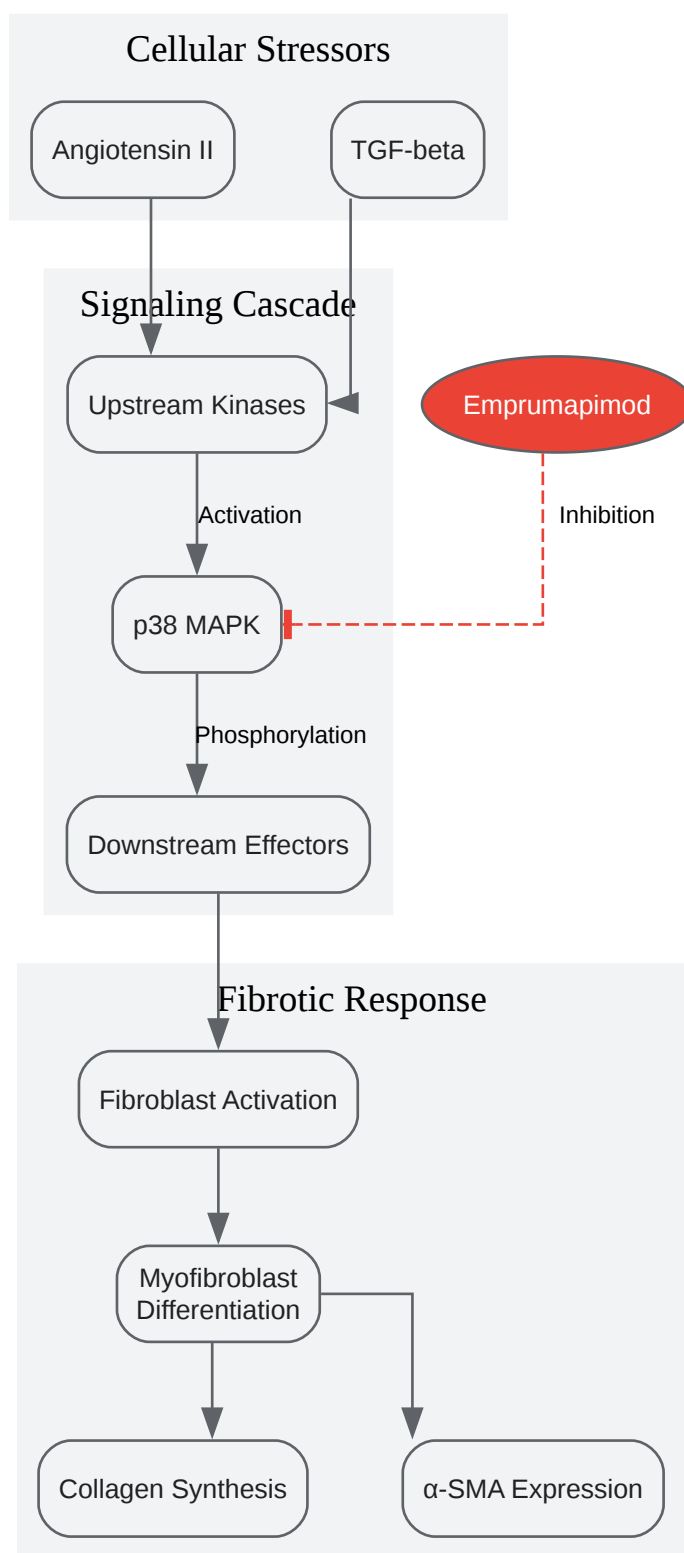 Cellular Stressors
Angiotensin II
TGF-beta
Signaling Cascade
Upstream Kinases
Emprumapimod
Activation
Inhibition
p38 MAPK
Phosphorylation
Downstream Effectors
Fibrotic Response
Fibroblast Activation
Myofibroblast
Differentiation
Collagen Synthesis
α-SMA Expression